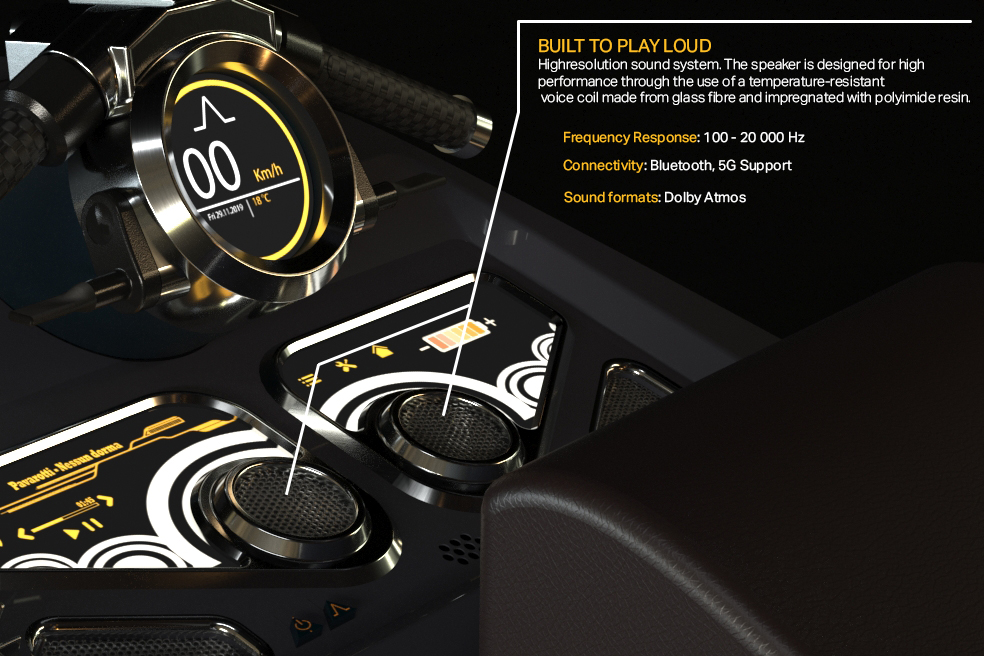 BUILT TO PLAY LOUD
Highresolution sound system. The speaker is designed for high
performance through the use of a temperature-resistant
voice coil made from glass fibre and impregnated with polyimide resin.
Frequency Response: 100 - 20 000 Hz
Connectivity: Bluetooth, 5G Support
Sound formats: Dolby Atmos
00
Km/h
Fri 29.11.2019 18°C
Pavarotti - Nessun dorma
01:45